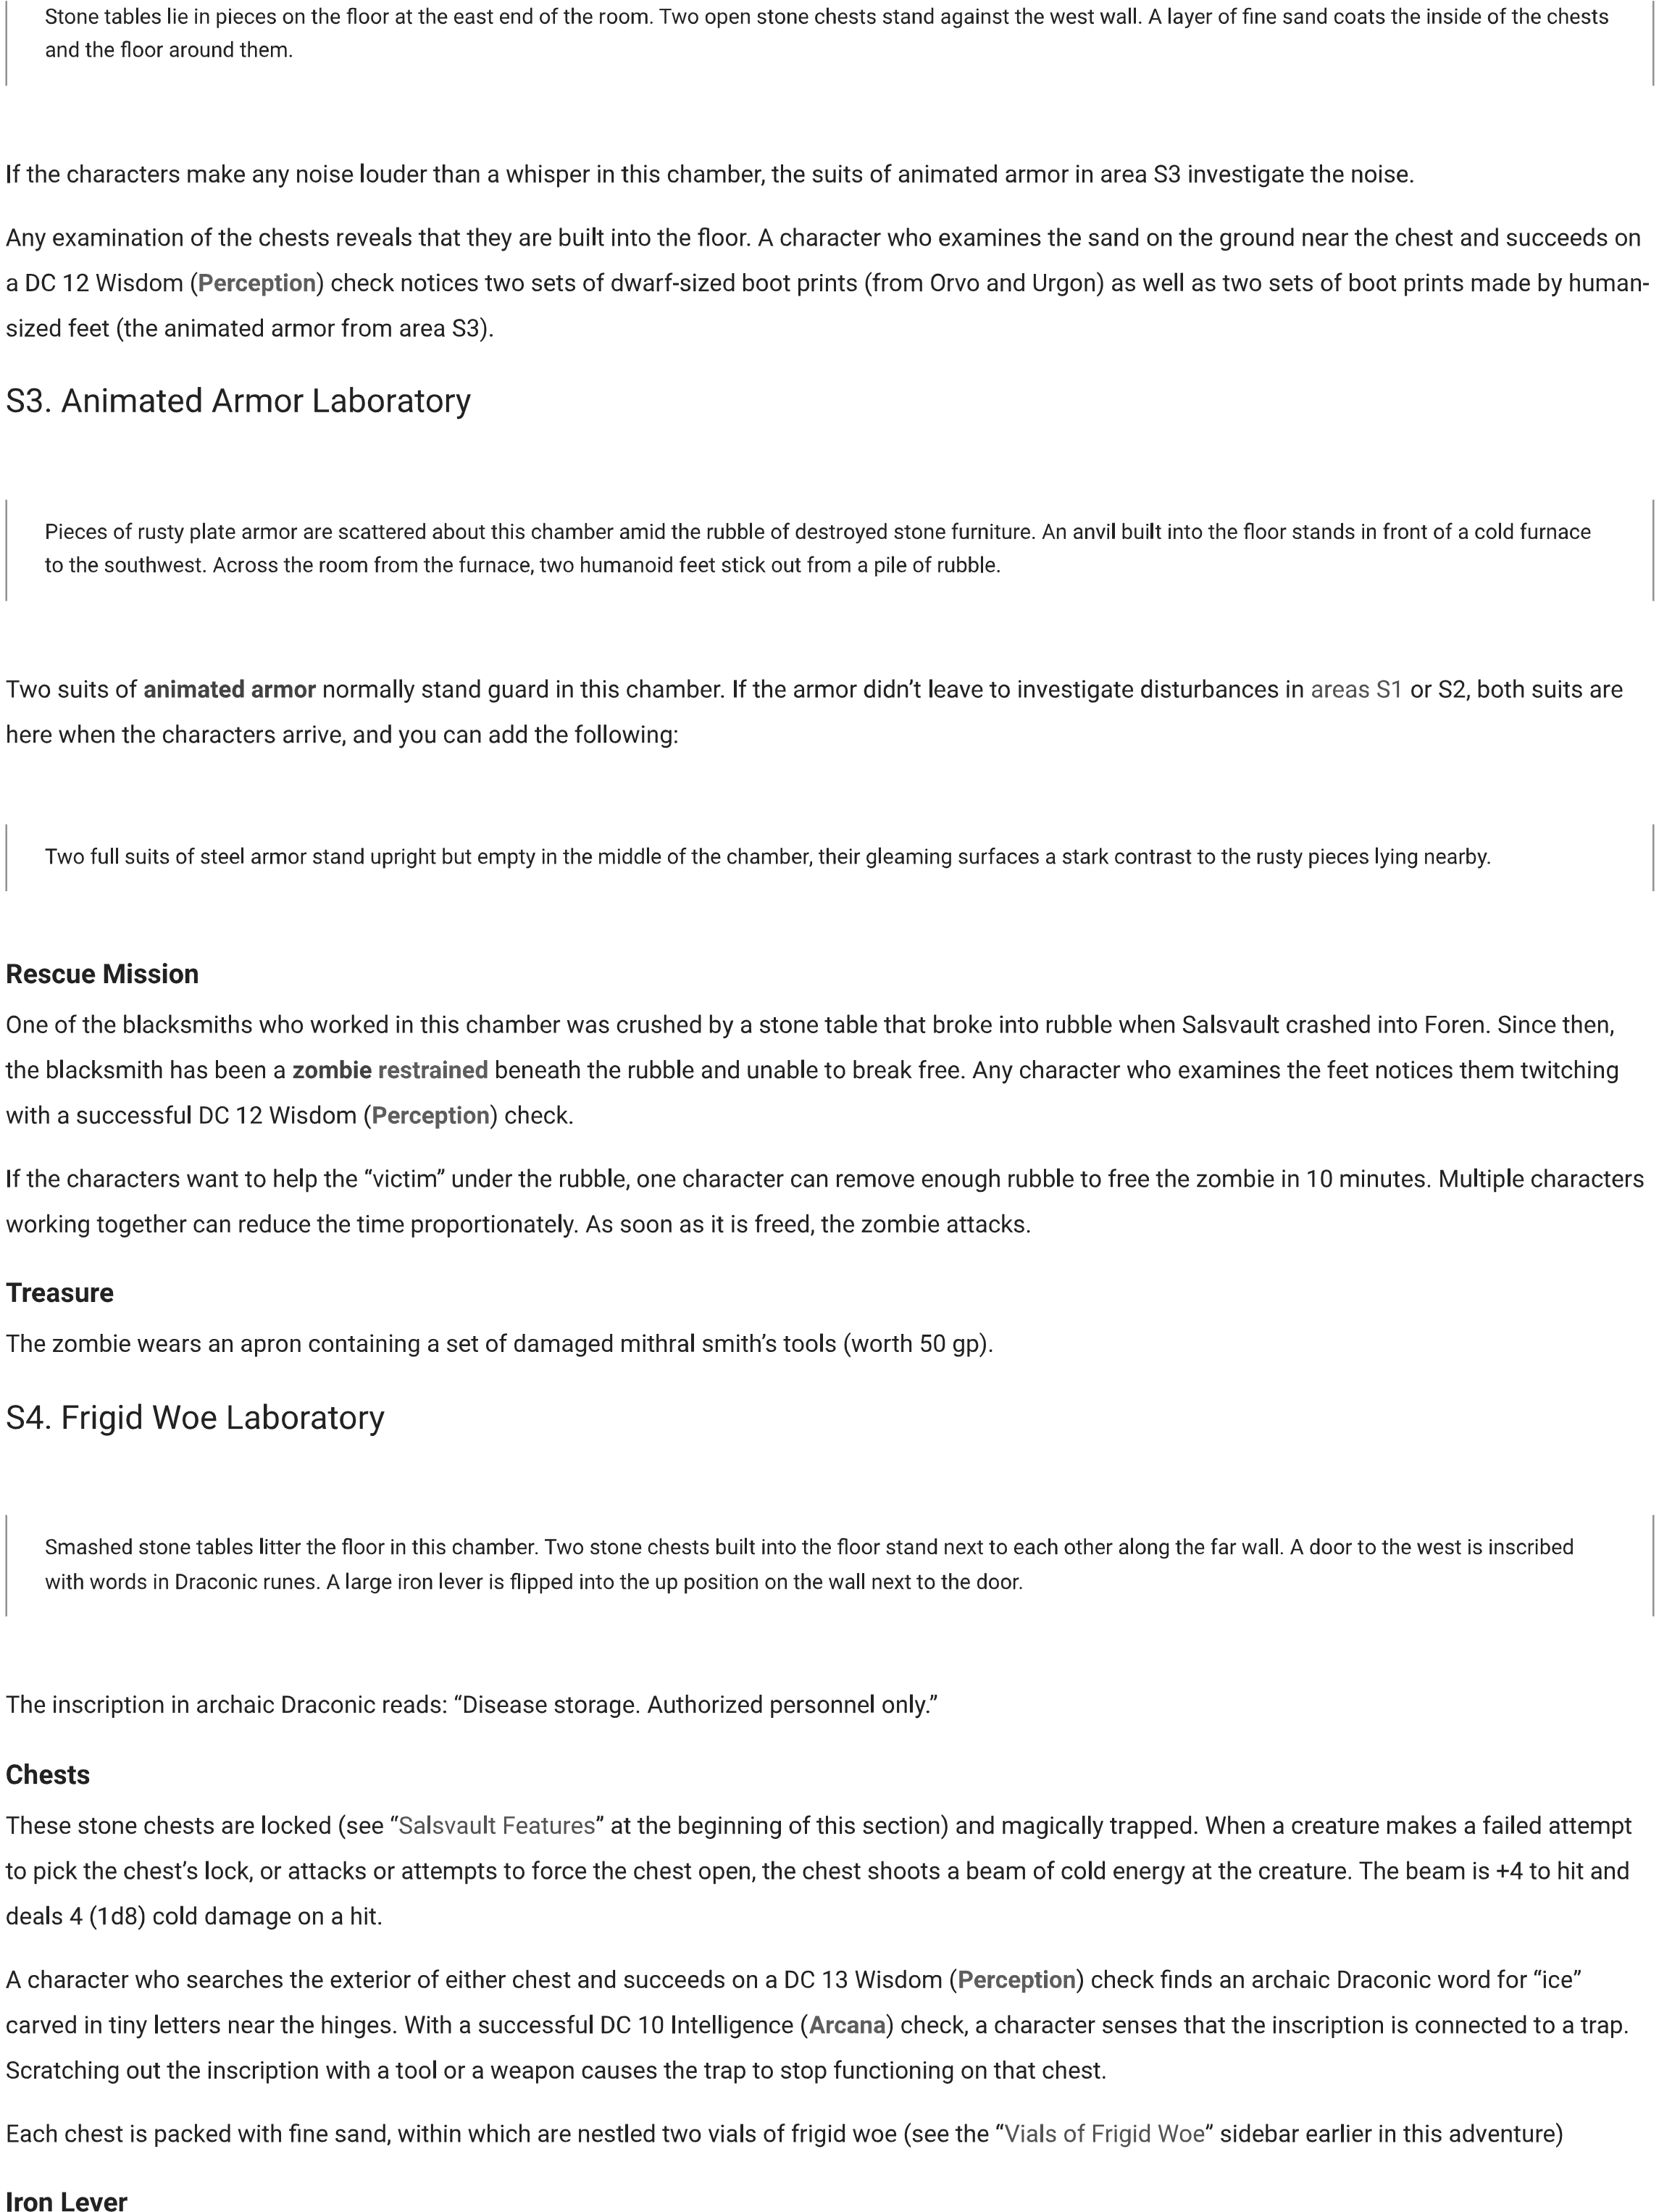 Stone tables lie in pieces on the floor at the east end of the room. Two open stone chests stand against the west wall. A layer of fine sand coats the inside of the chests
and the floor around them.
If the characters make any noise louder than a whisper in this chamber, the suits of animated armor in area S3 investigate the noise.
Any examination of the chests reveals that they are built into the floor. A character who examines the sand on the ground near the chest and succeeds on
a DC 12 Wisdom (Perception) check notices two sets of dwarf-sized boot prints (from Orvo and Urgon) as well as two sets of boot prints made by human-
sized feet (the animated armor from area S3).
S3. Animated Armor Laboratory
Pieces of rusty plate armor are scattered about this chamber amid the rubble of destroyed stone furniture. An anvil built into the floor stands in front of a cold furnace
to the southwest. Across the room from the furnace, two humanoid feet stick out from a pile of rubble.
Two suits of animated armor normally stand guard in this chamber. If the armor didn’t leave to investigate disturbances in areas S1 or S2, both suits are
here when the characters arrive, and you can add the following:
Two full suits of steel armor stand upright but empty in the middle of the chamber, their gleaming surfaces a stark contrast to the rusty pieces lying nearby.
Rescue Mission
One of the blacksmiths who worked in this chamber was crushed by a stone table that broke into rubble when Salsvault crashed into Foren. Since then,
the blacksmith has been a zombie restrained beneath the rubble and unable to break free. Any character who examines the feet notices them twitching
with a successful DC 12 Wisdom (Perception) check.
If the characters want to help the “victim” under the rubble, one character can remove enough rubble to free the zombie in 10 minutes. Multiple characters
working together can reduce the time proportionately. As soon as it is freed, the zombie attacks.
Treasure
The zombie wears an apron containing a set of damaged mithral smith’s tools (worth 50 gp).
S4. Frigid Woe Laboratory
Smashed stone tables litter the floor in this chamber. Two stone chests built into the floor stand next to each other along the far wall. A door to the west is inscribed
with words in Draconic runes. A large iron lever is flipped into the up position on the wall next to the door.
The inscription in archaic Draconic reads: “Disease storage. Authorized personnel only.”
Chests
These stone chests are locked (see “Salsvault Features” at the beginning of this section) and magically trapped. When a creature makes a failed attempt
to pick the chest’s lock, or attacks or attempts to force the chest open, the chest shoots a beam of cold energy at the creature. The beam is +4 to hit and
deals 4 (1d8) cold damage on a hit.
A character who searches the exterior of either chest and succeeds on a DC 13 Wisdom (Perception) check finds an archaic Draconic word for “ice”
carved in tiny letters near the hinges. With a successful DC 10 Intelligence (Arcana) check, a character senses that the inscription is connected to a trap.
Scratching out the inscription with a tool or a weapon causes the trap to stop functioning on that chest.
Each chest is packed with fine sand, within which are nestled two vials of frigid woe (see the “Vials of Frigid Woe” sidebar earlier in this adventure)
Iron Lever